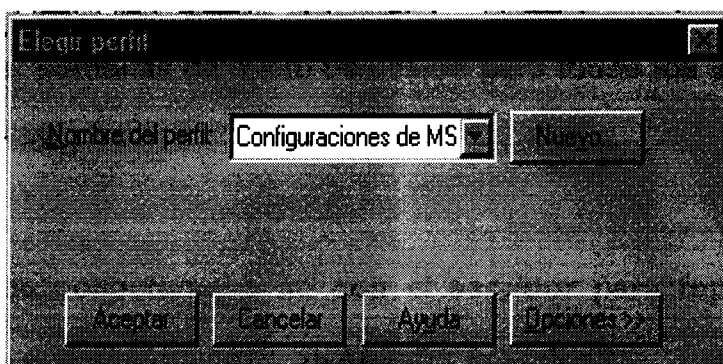 Elegir perfil
Nombre del perfil: Configuraciones de MS Nuevo...
Aceptar Cancelar Ayuda Opciones >>